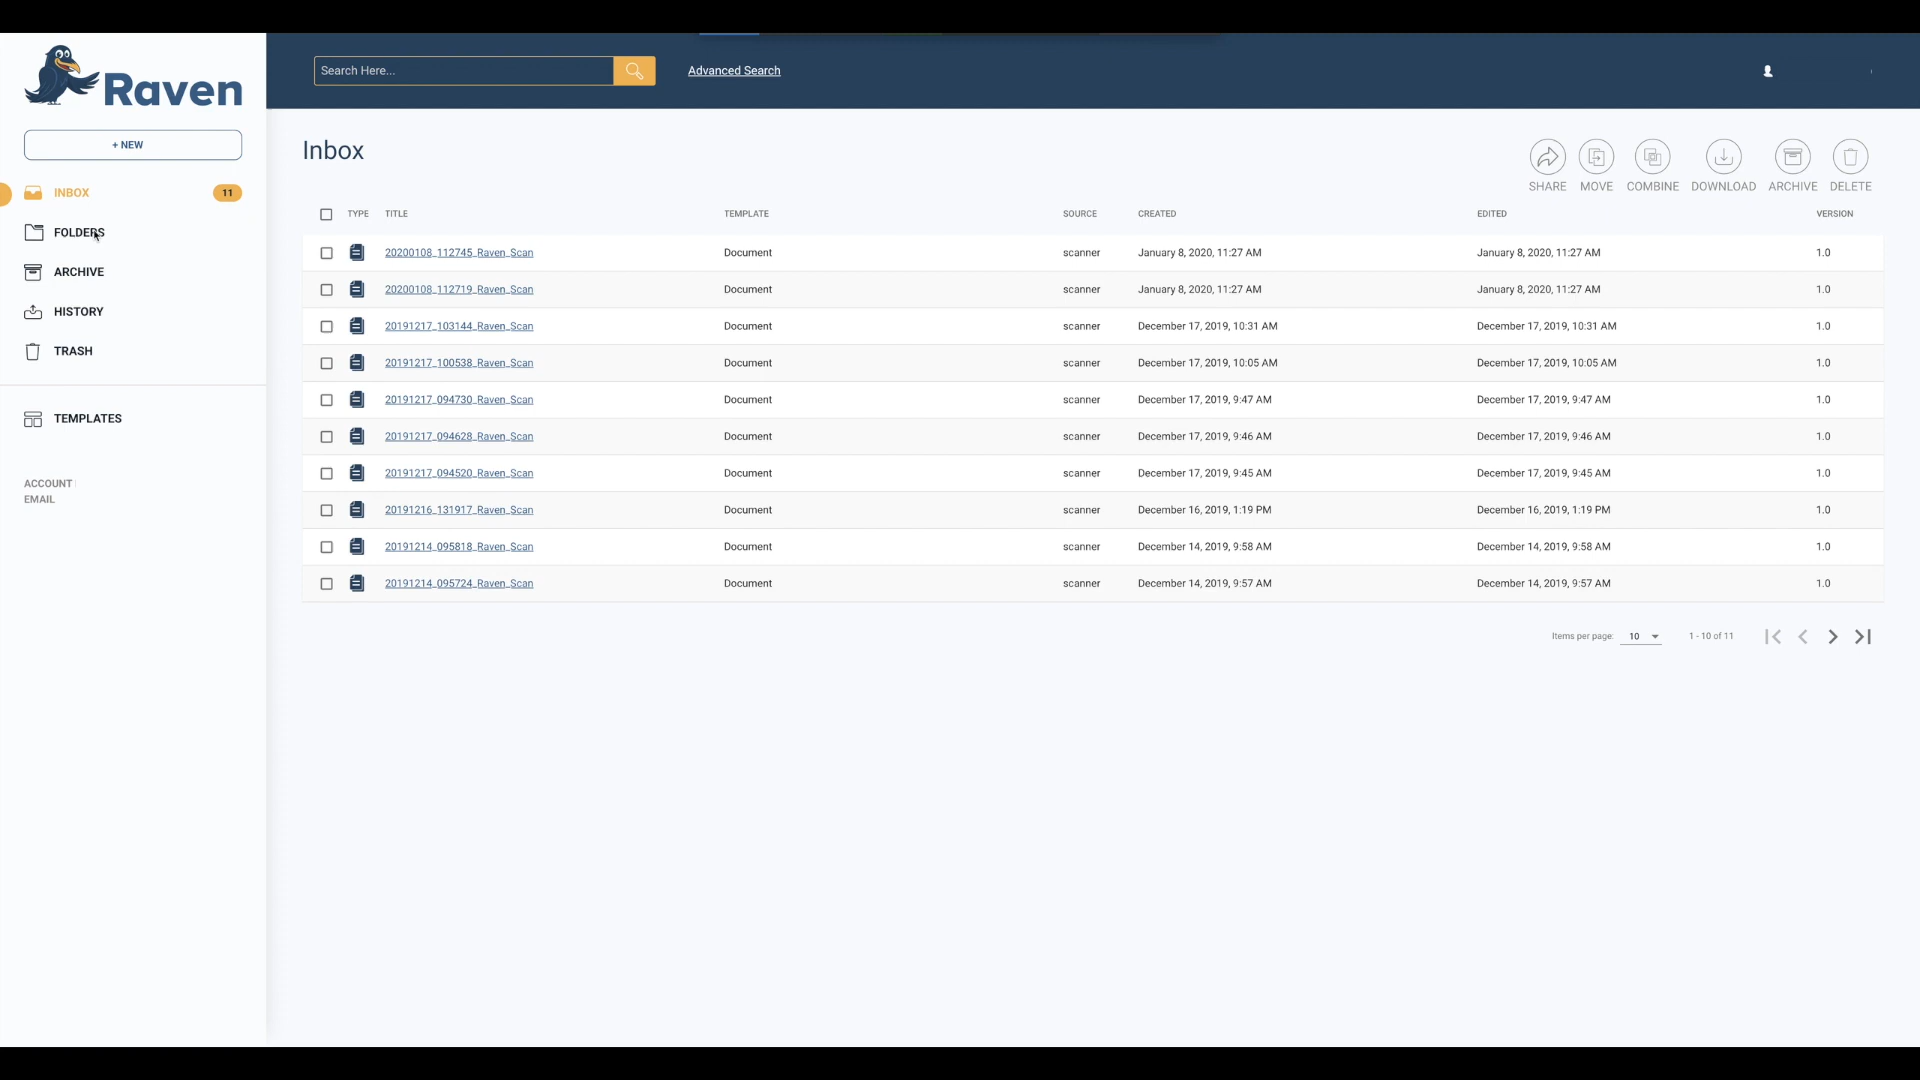 Raven
Search Here...
Advanced Search
+ NEW
INBOX 11
FOLDERS
ARCHIVE
HISTORY
TRASH
TEMPLATES
ACCOUNT
EMAIL
Inbox
SHARE MOVE COMBINE DOWNLOAD ARCHIVE DELETE
TYPE TITLE TEMPLATE SOURCE CREATED EDITED VERSION
20200108_112745_Raven_Scan Document scanner January 8, 2020, 11:27 AM January 8, 2020, 11:27 AM 1.0
20200108_112719_Raven_Scan Document scanner January 8, 2020, 11:27 AM January 8, 2020, 11:27 AM 1.0
20191217_103144_Raven_Scan Document scanner December 17, 2019, 10:31 AM December 17, 2019, 10:31 AM 1.0
20191217_100538_Raven_Scan Document scanner December 17, 2019, 10:05 AM December 17, 2019, 10:05 AM 1.0
20191217_094730_Raven_Scan Document scanner December 17, 2019, 9:47 AM December 17, 2019, 9:47 AM 1.0
20191217_094628_Raven_Scan Document scanner December 17, 2019, 9:46 AM December 17, 2019, 9:46 AM 1.0
20191217_094520_Raven_Scan Document scanner December 17, 2019, 9:45 AM December 17, 2019, 9:45 AM 1.0
20191216_131917_Raven_Scan Document scanner December 16, 2019, 1:19 PM December 16, 2019, 1:19 PM 1.0
20191214_095818_Raven_Scan Document scanner December 14, 2019, 9:58 AM December 14, 2019, 9:58 AM 1.0
20191214_095724_Raven_Scan Document scanner December 14, 2019, 9:57 AM December 14, 2019, 9:57 AM 1.0
Items per page: 10 1 - 10 of 11